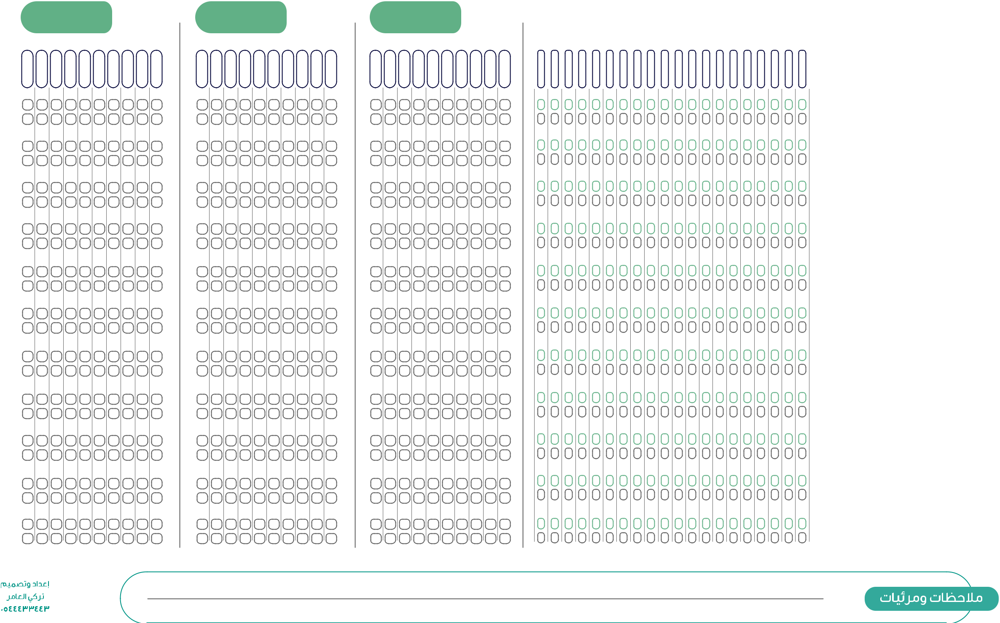 ملاحظات ومرئيات
إعداد وتصميم
تركي العامر
٠٥٤٤٤٣٣٤٤٣